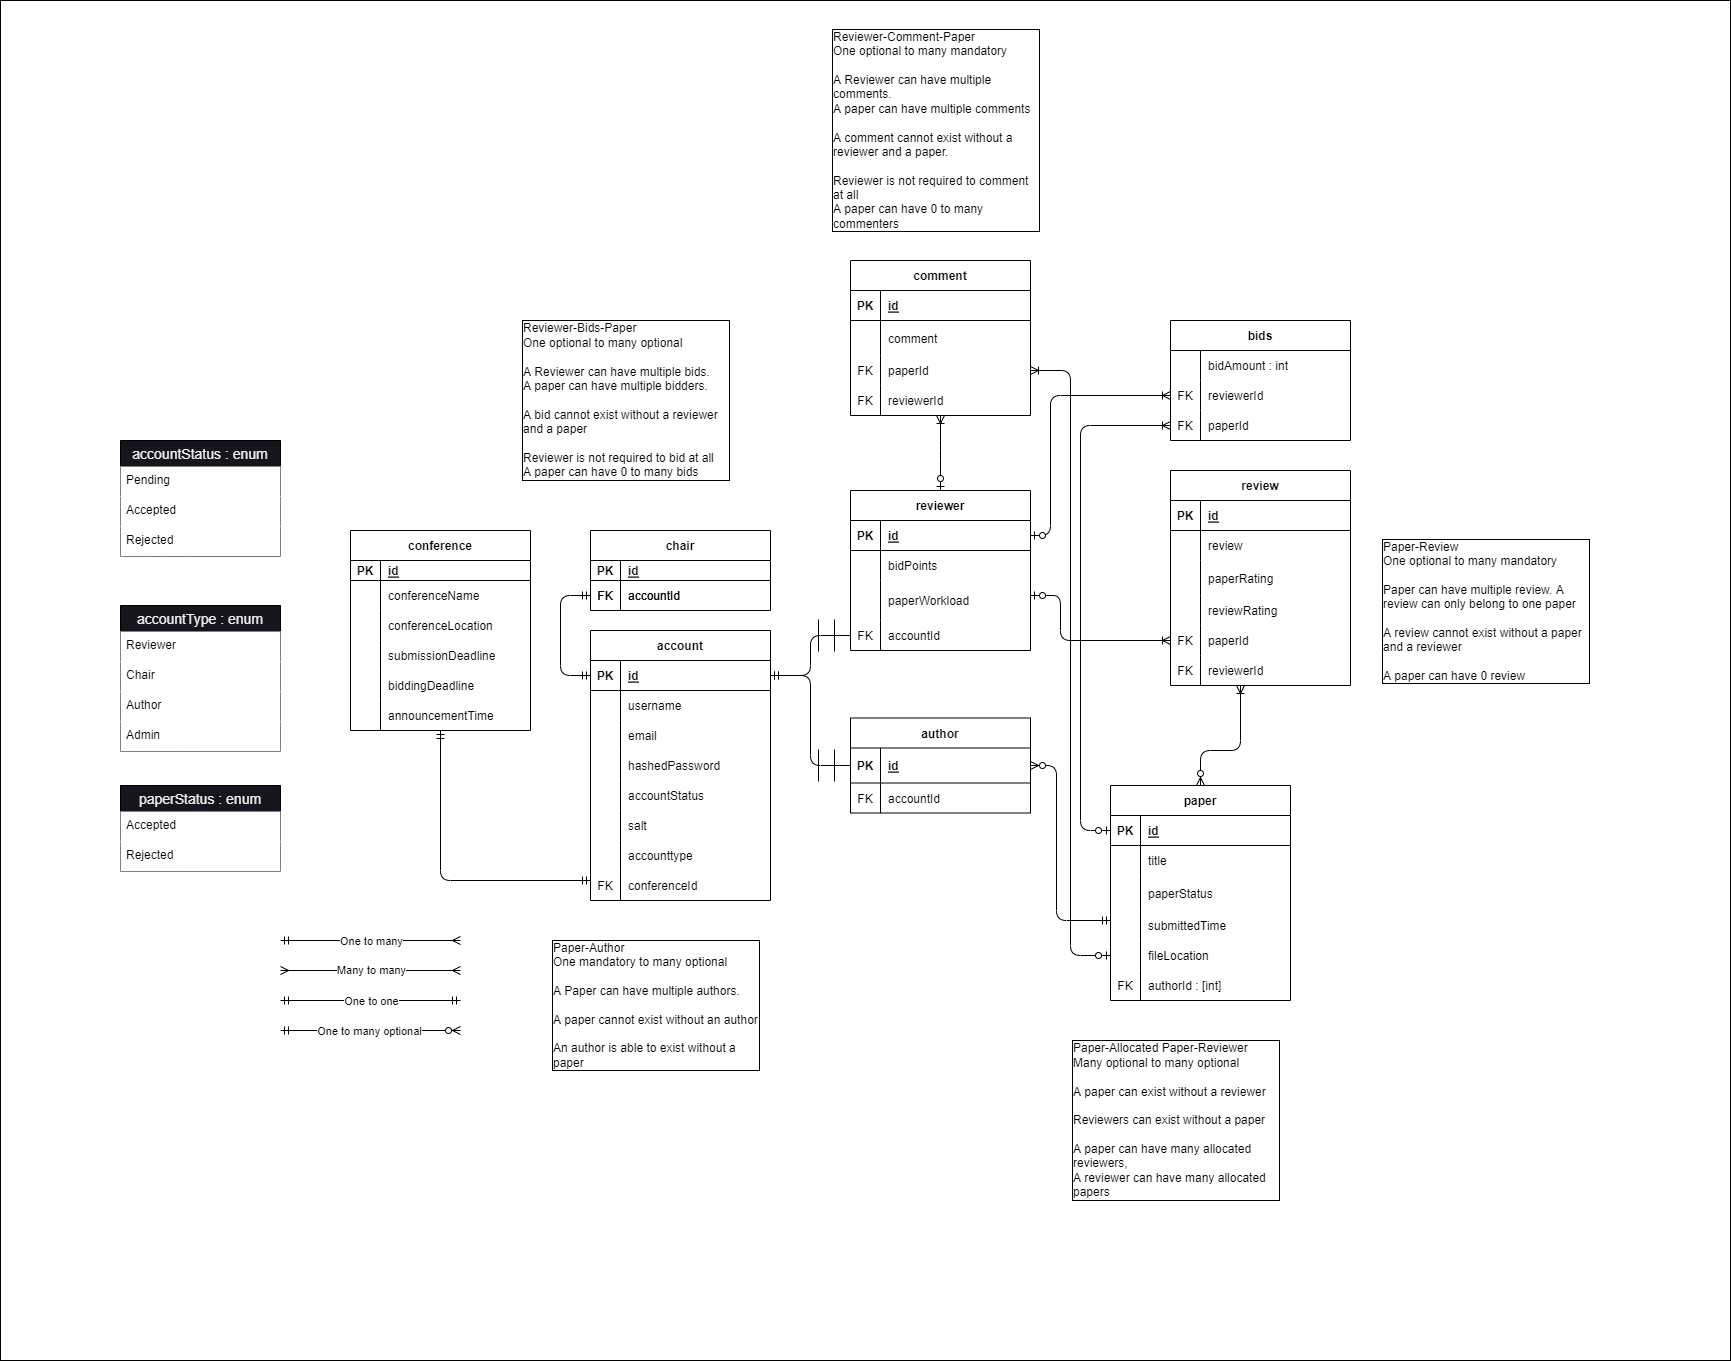 Reviewer-Comment-Paper
One optional to many mandatory
A Reviewer can have multiple
comments.
A paper can have multiple comments
A comment cannot exist without a
reviewer and a paper.
Reviewer is not required to comment
at all
A paper can have 0 to many
commenters
comment
PK id
comment
FK paperId
FK reviewerId
Reviewer-Bids-Paper
One optional to many optional
A Reviewer can have multiple bids.
A paper can have multiple bidders.
A bid cannot exist without a reviewer
and a paper
Reviewer is not required to bid at all
A paper can have 0 to many bids
bids
bidAmount : int
FK reviewerId
FK paperId
accountStatus : enum
Pending
Accepted
Rejected
accountType : enum
Reviewer
Chair
Author
Admin
paperStatus : enum
Accepted
Rejected
conference
PK id
conferenceName
conferenceLocation
submissionDeadline
biddingDeadline
announcementTime
chair
PK id
FK accountId
account
PK id
username
email
hashedPassword
accountStatus
salt
accounttype
FK conferenceId
reviewer
PK id
bidPoints
paperWorkload
FK accountId
author
PK id
FK accountId
review
PK id
review
paperRating
reviewRating
FK paperId
FK reviewerId
Paper-Review
One optional to many mandatory
Paper can have multiple review. A
review can only belong to one paper
A review cannot exist without a paper
and a reviewer
A paper can have 0 review
paper
PK id
title
paperStatus
submittedTime
fileLocation
FK authorId : [int]
One to many
Many to many
One to one
One to many optional
Paper-Author
One mandatory to many optional
A Paper can have multiple authors.
A paper cannot exist without an author
An author is able to exist without a
paper
Paper-Allocated Paper-Reviewer
Many optional to many optional
A paper can exist without a reviewer
Reviewers can exist without a paper
A paper can have many allocated
reviewers,
A reviewer can have many allocated
papers